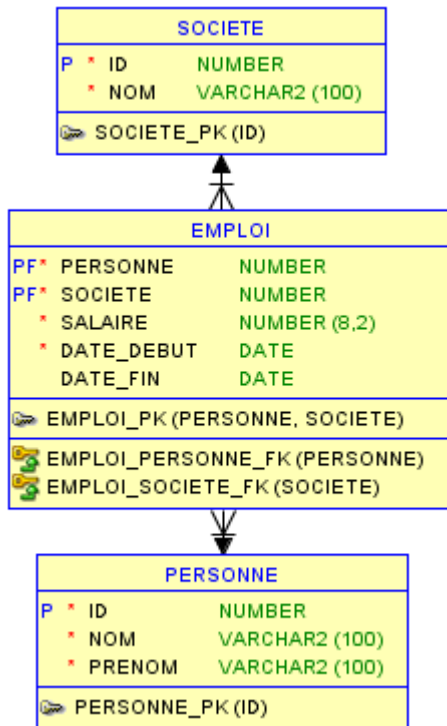 SOCIETE
P * ID NUMBER
* NOM VARCHAR2 (100)
SOCIETE_PK (ID)
EMPLOI
PF* PERSONNE NUMBER
PF* SOCIETE NUMBER
* SALAIRE NUMBER (8,2)
* DATE_DEBUT DATE
DATE_FIN DATE
EMPLOI_PK (PERSONNE, SOCIETE)
EMPLOI_PERSONNE_FK (PERSONNE)
EMPLOI_SOCIETE_FK (SOCIETE)
PERSONNE
P * ID NUMBER
* NOM VARCHAR2 (100)
* PRENOM VARCHAR2 (100)
PERSONNE_PK (ID)